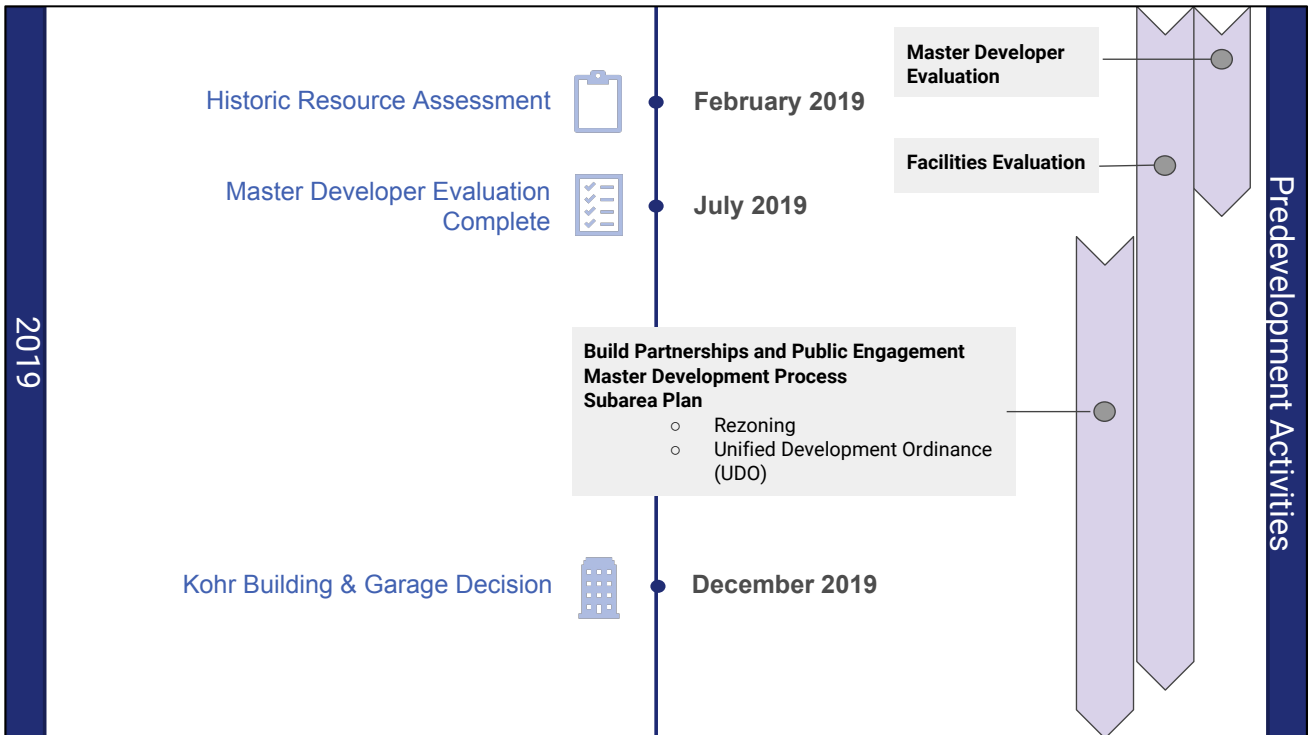 2019
Historic Resource Assessment
February 2019
Master Developer Evaluation
Complete
July 2019
Kohr Building & Garage Decision
December 2019
Master Developer
Evaluation
Facilities Evaluation
Build Partnerships and Public Engagement
Master Development Process
Subarea Plan
○ Rezoning
○ Unified Development Ordinance
(UDO)
Predevelopment Activities